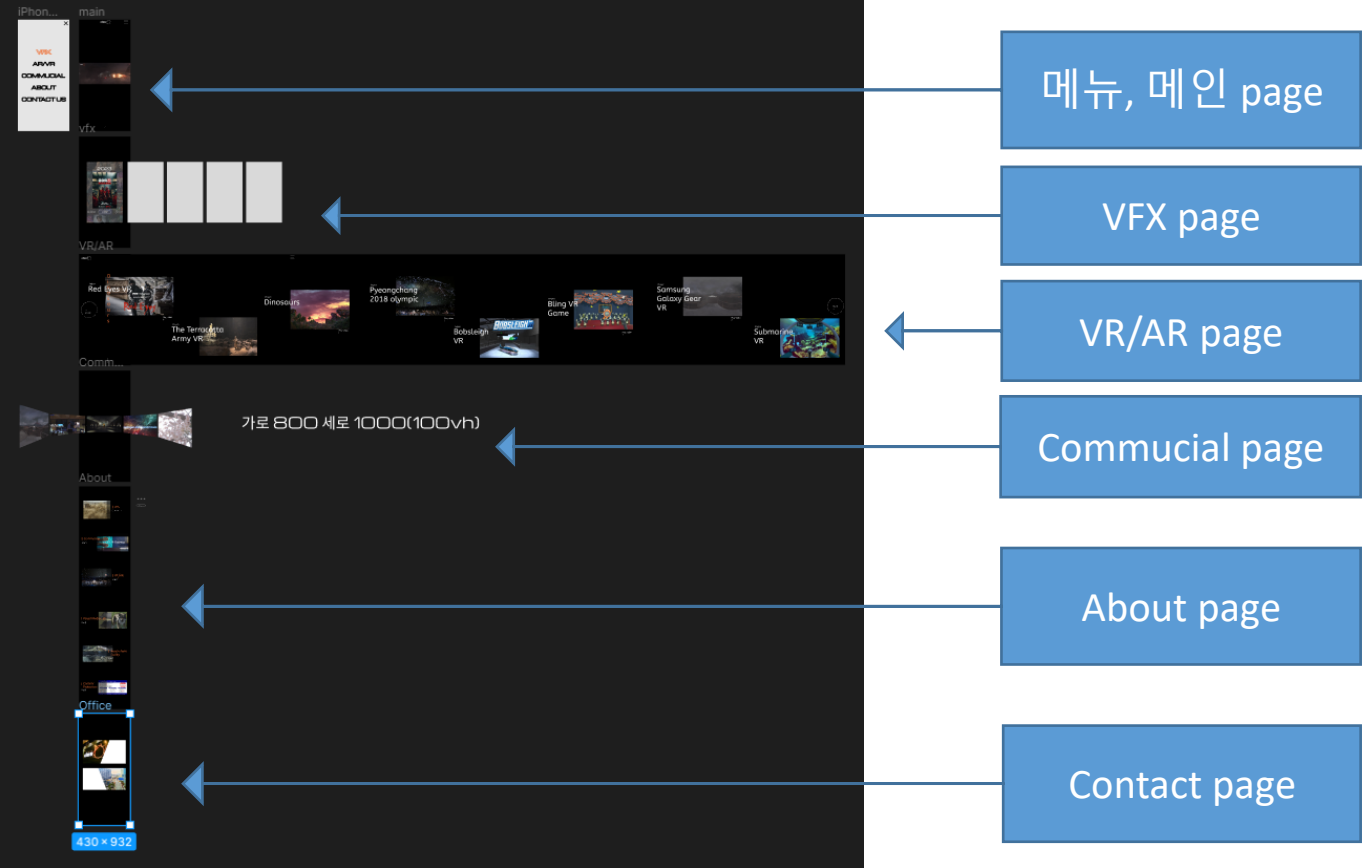 iPhon...
main
VFX
AR/VR
COMMUCIAL
ABOUT
CONTACT US
메뉴, 메인 page
vfx
VFX page
VR/AR
Red Eyes VR
The Terracotta
Army VR
Dinosaurs
Pyeongchang
2018 olympic
Bobsleigh
VR
BOBSLEIGH
Bling VR
Game
Samsung
Galaxy Gear
VR
Submarine
VR
VR/AR page
Comm...
가로 800 세로 1000(100vh)
Commucial page
About
About page
Office
430 × 932
Contact page